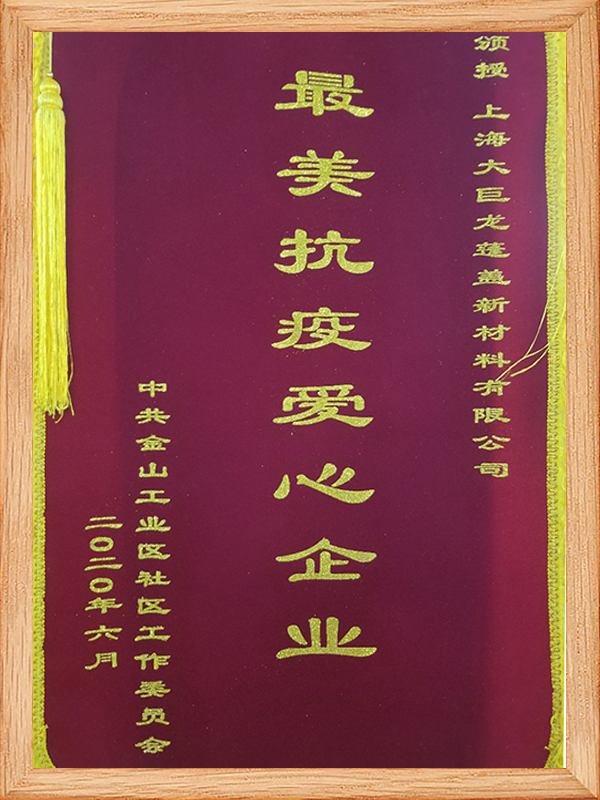 颁授 上海大巨龙蓬盖新材料有限公司
最美抗疫爱心企业
中共金山工业区社区工作委员会
二〇二〇年六月